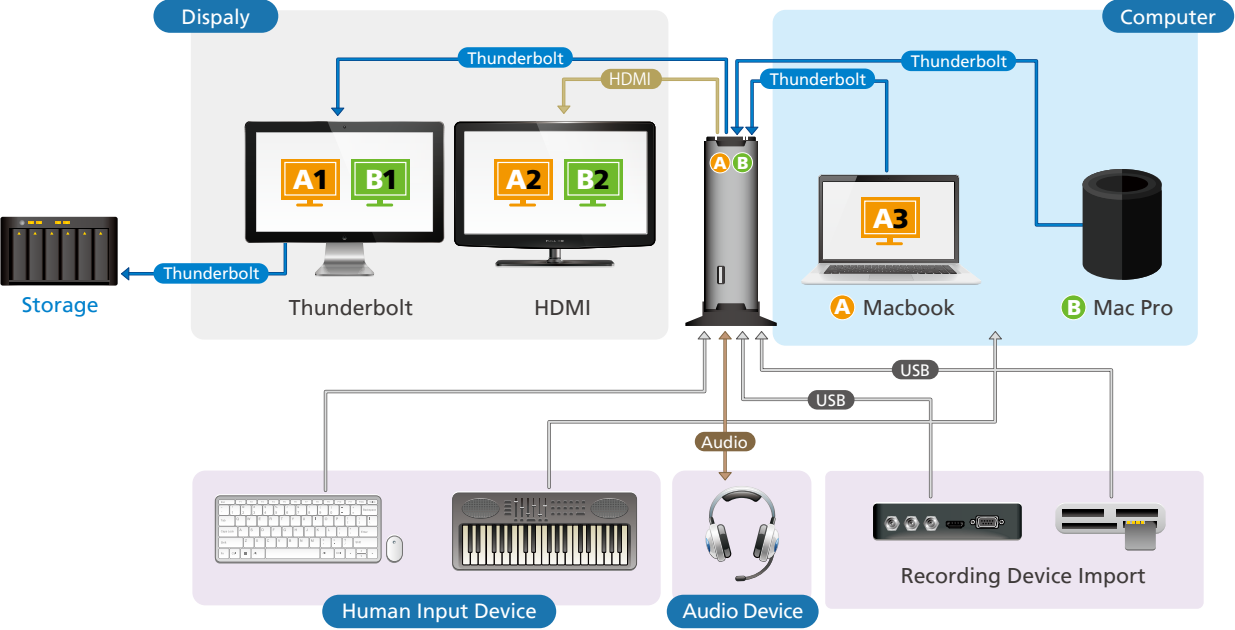 Dispaly
Computer
Thunderbolt
HDMI
Thunderbolt
Thunderbolt
A1
B1
A2
B2
A
B
A3
Thunderbolt
Storage
Thunderbolt
HDMI
A Macbook
B Mac Pro
USB
USB
Audio
Recording Device Import
Human Input Device
Audio Device